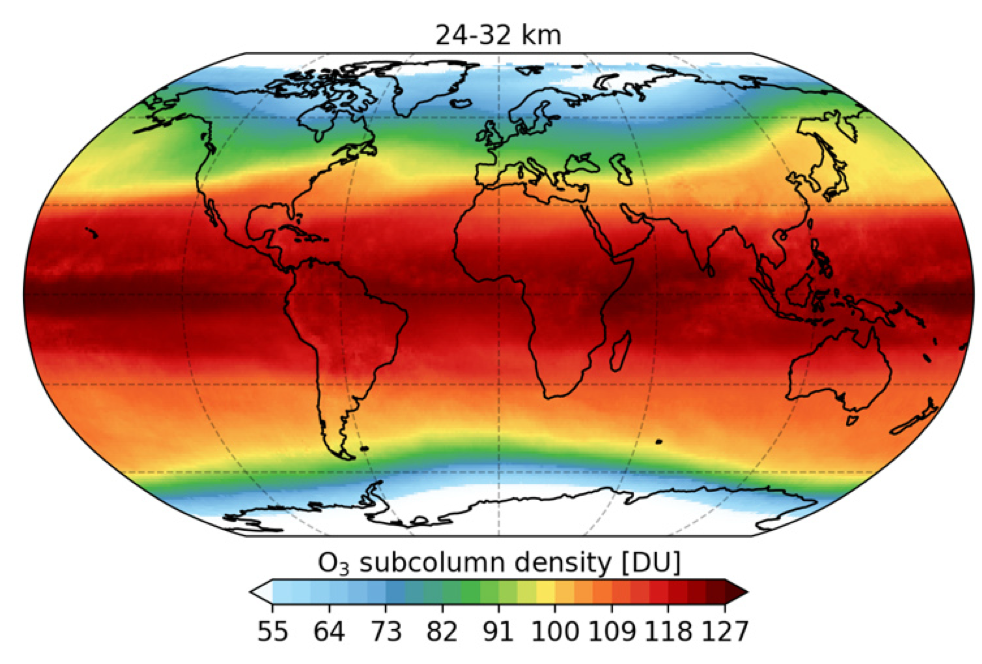 24-32 km
O₃ subcolumn density [DU]
55 64 73 82 91 100 109 118 127